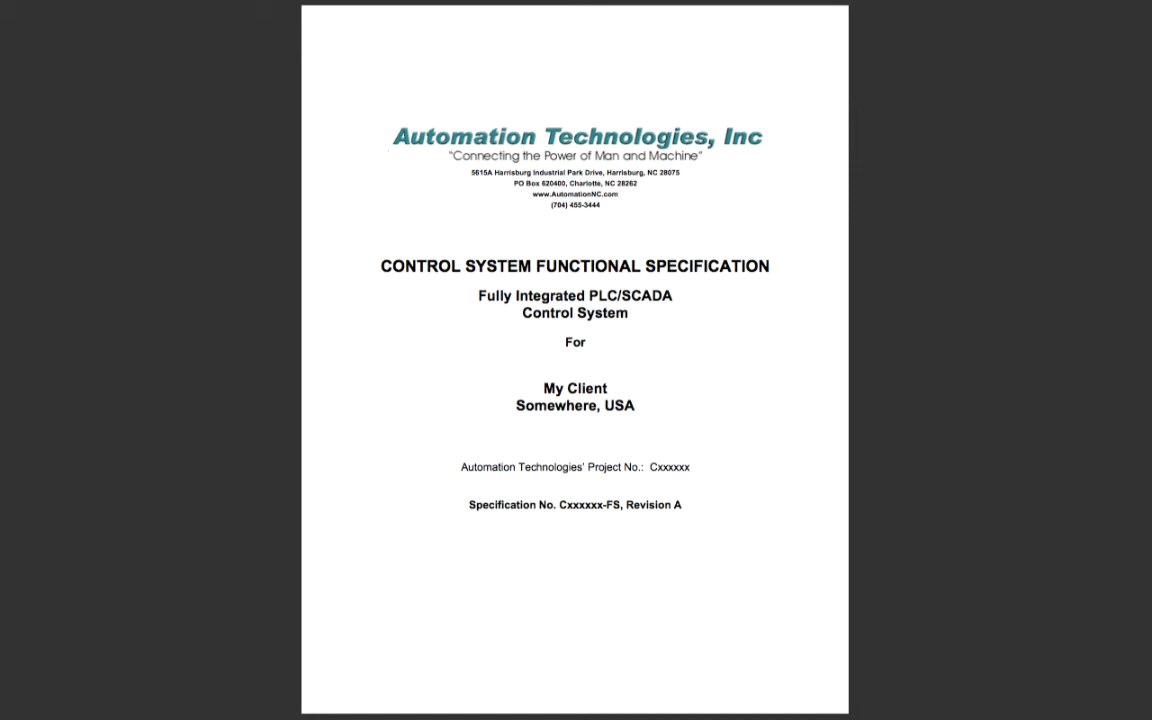 Automation Technologies, Inc
"Connecting the Power of Man and Machine"
5615A Harrisburg Industrial Park Drive, Harrisburg, NC 28075
PO Box 620400, Charlotte, NC 28262
www.AutomationNC.com
(704) 455-3444
CONTROL SYSTEM FUNCTIONAL SPECIFICATION
Fully Integrated PLC/SCADA
Control System
For
My Client
Somewhere, USA
Automation Technologies' Project No.: Cxxxxxx
Specification No. Cxxxxxx-FS, Revision A